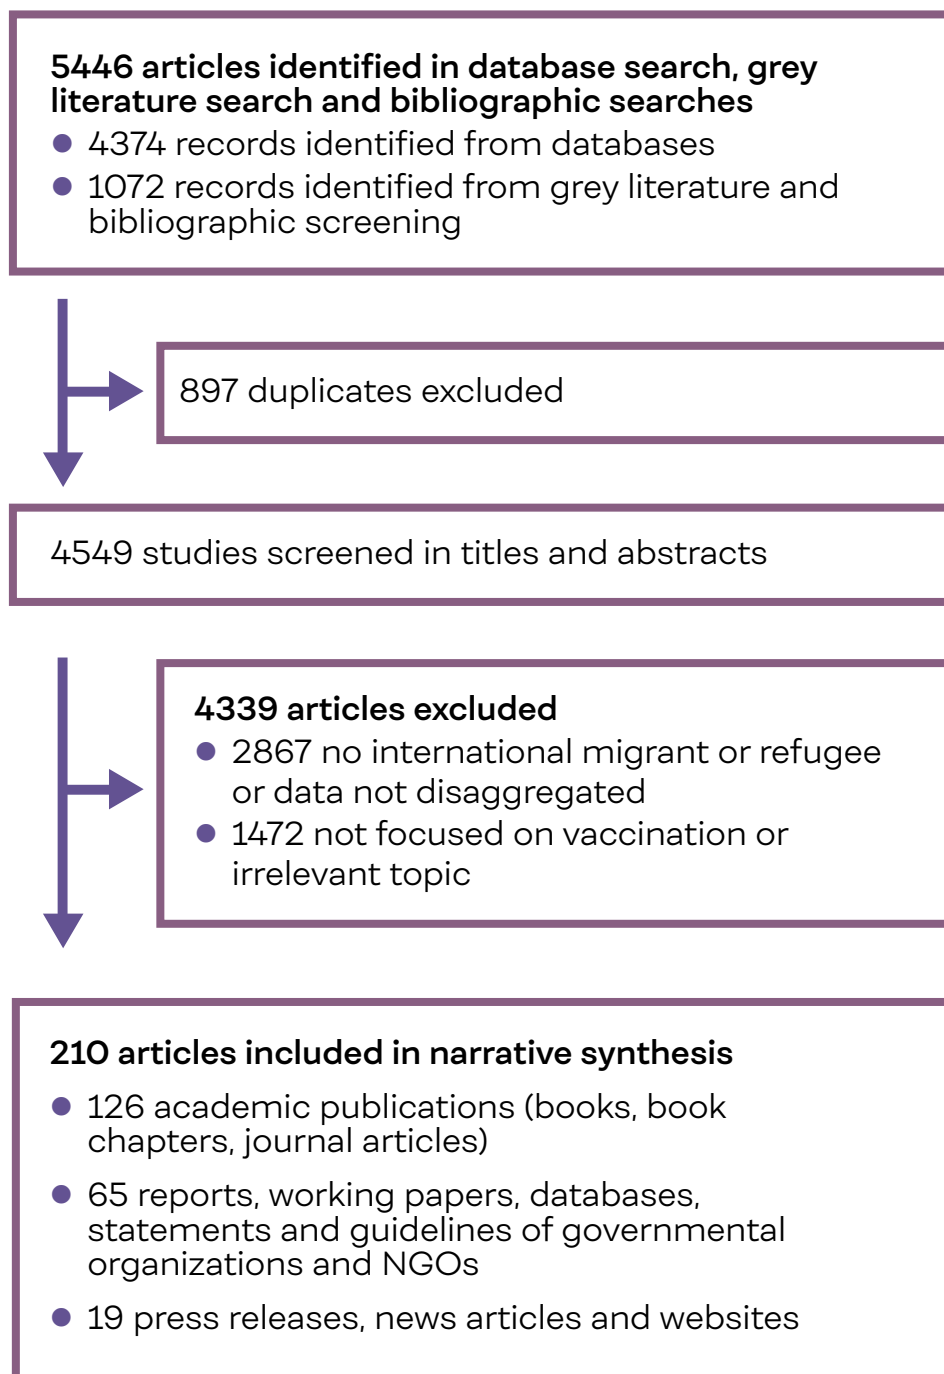 5446 articles identified in database search, grey
literature search and bibliographic searches
● 4374 records identified from databases
● 1072 records identified from grey literature and
bibliographic screening
897 duplicates excluded
4549 studies screened in titles and abstracts
4339 articles excluded
● 2867 no international migrant or refugee
or data not disaggregated
● 1472 not focused on vaccination or
irrelevant topic
210 articles included in narrative synthesis
● 126 academic publications (books, book
chapters, journal articles)
● 65 reports, working papers, databases,
statements and guidelines of governmental
organizations and NGOs
● 19 press releases, news articles and websites